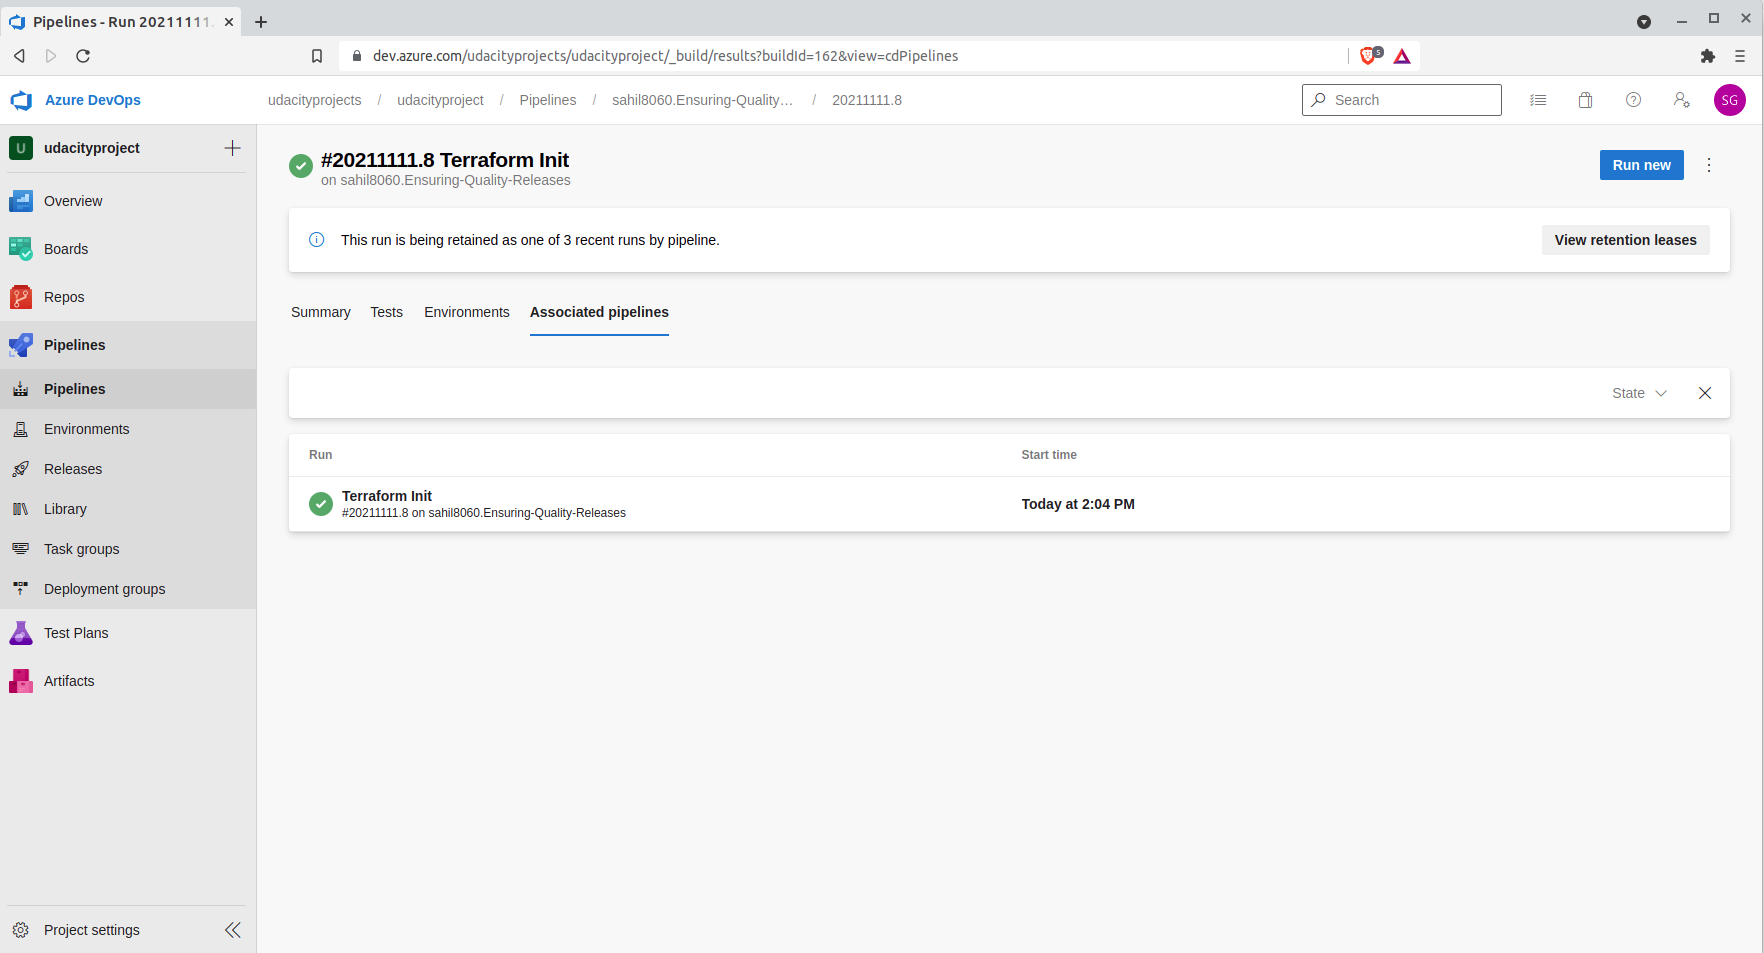 Pipelines - Run 20211111.
dev.azure.com/udacityprojects/udacityproject/_build/results?buildId=162&view=cdPipelines
5
Azure DevOps
udacityprojects / udacityproject / Pipelines / sahil8060.Ensuring-Quality… / 20211111.8
Search
SG
U udacityproject
Overview
Boards
Repos
Pipelines
Pipelines
Environments
Releases
Library
Task groups
Deployment groups
Test Plans
Artifacts
Project settings
#20211111.8 Terraform Init
on sahil8060.Ensuring-Quality-Releases
Run new
This run is being retained as one of 3 recent runs by pipeline.
View retention leases
Summary Tests Environments Associated pipelines
State
Run Start time
Terraform Init
#20211111.8 on sahil8060.Ensuring-Quality-Releases
Today at 2:04 PM